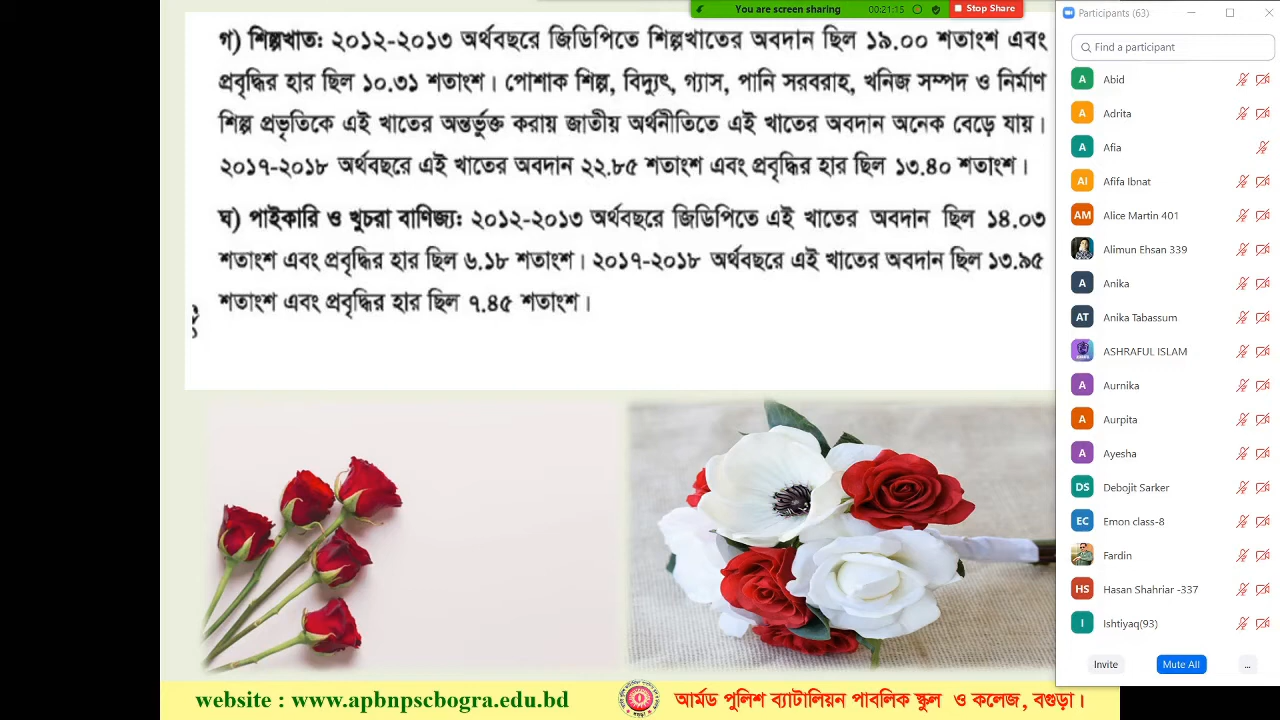 You are screen sharing 00:21:15 Stop Share
গ) শিল্পখাত: ২০১২-২০১৩ অর্থবছরে জিডিপিতে শিল্পখাতের অবদান ছিল ১৯.০০ শতাংশ এবং
প্রবৃদ্ধির হার ছিল ১০.৩১ শতাংশ। পোশাক শিল্প, বিদ্যুৎ, গ্যাস, পানি সরবরাহ, খনিজ সম্পদ ও নির্মাণ
শিল্প প্রভৃতিকে এই খাতের অন্তর্ভুক্ত করায় জাতীয় অর্থনীতিতে এই খাতের অবদান অনেক বেড়ে যায়।
২০১৭-২০১৮ অর্থবছরে এই খাতের অবদান ২২.৮৫ শতাংশ এবং প্রবৃদ্ধির হার ছিল ১৩.৪০ শতাংশ।
ঘ) পাইকারি ও খুচরা বাণিজ্য: ২০১২-২০১৩ অর্থবছরে জিডিপিতে এই খাতের অবদান ছিল ১৪.০৩
শতাংশ এবং প্রবৃদ্ধির হার ছিল ৬.১৮ শতাংশ। ২০১৭-২০১৮ অর্থবছরে এই খাতের অবদান ছিল ১৩.৯৫
শতাংশ এবং প্রবৃদ্ধির হার ছিল ৭.৪৫ শতাংশ।
website : www.apbnpscbogra.edu.bd
আর্মড পুলিশ ব্যাটালিয়ন পাবলিক স্কুল ও কলেজ, বগুড়া।
Participants (63)
Find a participant
A Abid
A Adrita
A Afia
AI Afifa Ibnat
AM Alice Martin 401
Alimun Ehsan 339
A Anika
AT Anika Tabassum
ASHRAFUL ISLAM
A Aurnika
A Aurpita
A Ayesha
DS Debojit Sarker
EC Emon class-8
Fardin
HS Hasan Shahriar -337
I Ishtiyaq(93)
Invite Mute All ...